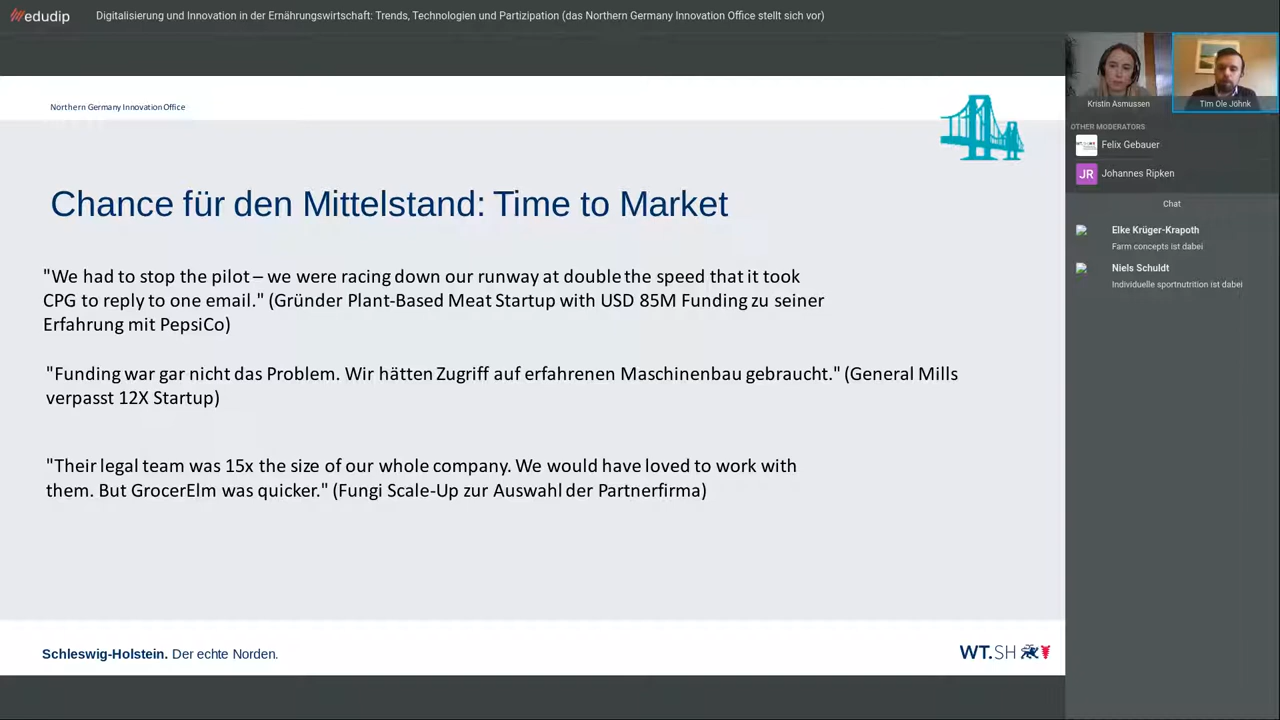 edudip
Digitalisierung und Innovation in der Ernährungswirtschaft: Trends, Technologien und Partizipation (das Northern Germany Innovation Office stellt sich vor)
Northern Germany Innovation Office
Chance für den Mittelstand: Time to Market
"We had to stop the pilot – we were racing down our runway at double the speed that it took
CPG to reply to one email." (Gründer Plant-Based Meat Startup with USD 85M Funding zu seiner
Erfahrung mit PepsiCo)
"Funding war gar nicht das Problem. Wir hätten Zugriff auf erfahrenen Maschinenbau gebraucht." (General Mills
verpasst 12X Startup)
"Their legal team was 15x the size of our whole company. We would have loved to work with
them. But GrocerElm was quicker." (Fungi Scale-Up zur Auswahl der Partnerfirma)
Schleswig-Holstein. Der echte Norden.
WT.SH
Kristin Asmussen
Tim Ole Jöhnk
OTHER MODERATORS
Felix Gebauer
JR
Johannes Ripken
Chat
Elke Krüger-Krapoth
Farm concepts ist dabei
Niels Schuldt
Individuelle sportnutrition ist dabei